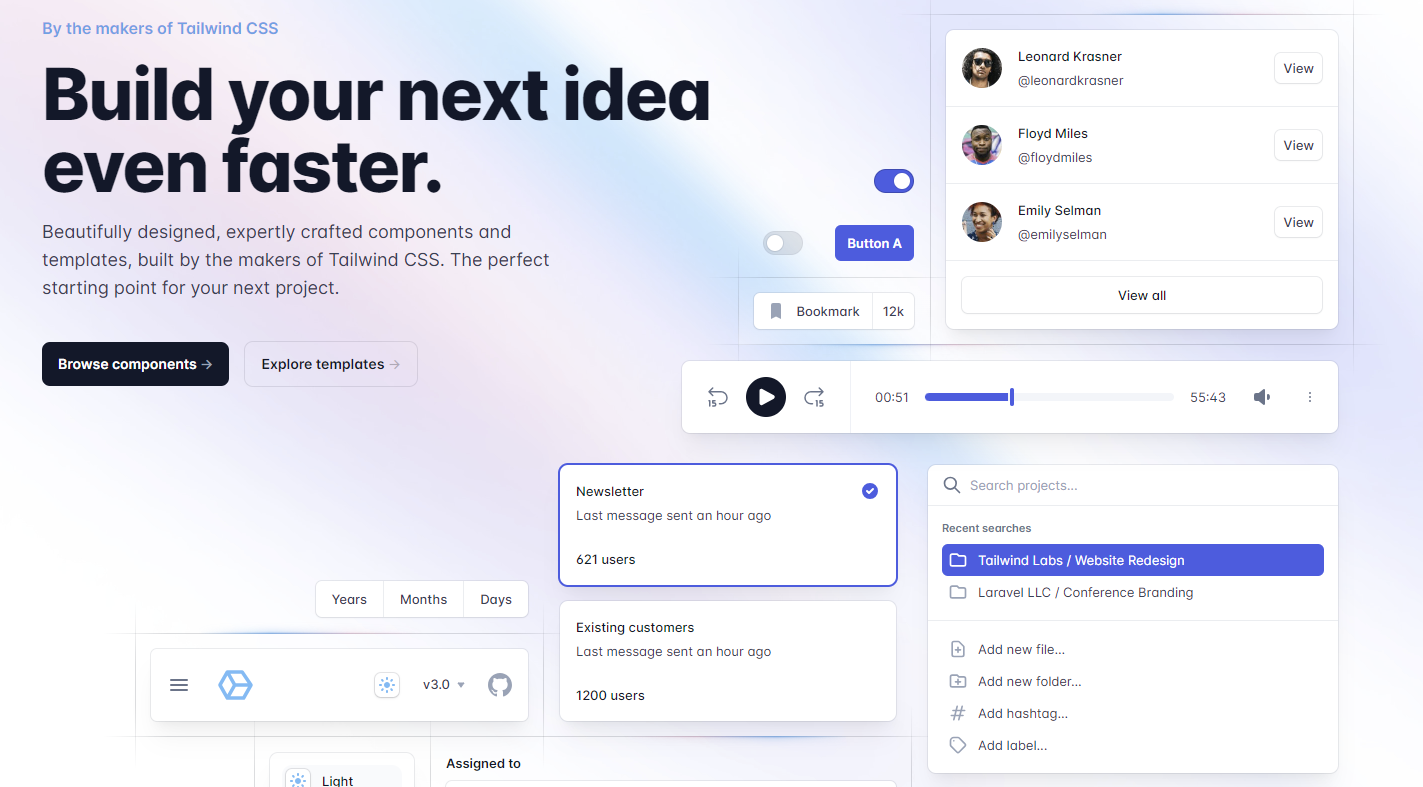 By the makers of Tailwind CSS
Build your next idea
even faster.
Beautifully designed, expertly crafted components and
templates, built by the makers of Tailwind CSS. The perfect
starting point for your next project.
Browse components →
Explore templates →
Leonard Krasner
@leonardkrasner
View
Floyd Miles
@floydmiles
View
Emily Selman
@emilyselman
View
View all
Button A
Bookmark 12k
15
15
00:51
55:43
Newsletter
Last message sent an hour ago
621 users
Existing customers
Last message sent an hour ago
1200 users
Search projects...
Recent searches
Tailwind Labs / Website Redesign
Laravel LLC / Conference Branding
Add new file...
Add new folder...
Add hashtag...
Add label...
Years Months Days
v3.0
Light
Assigned to